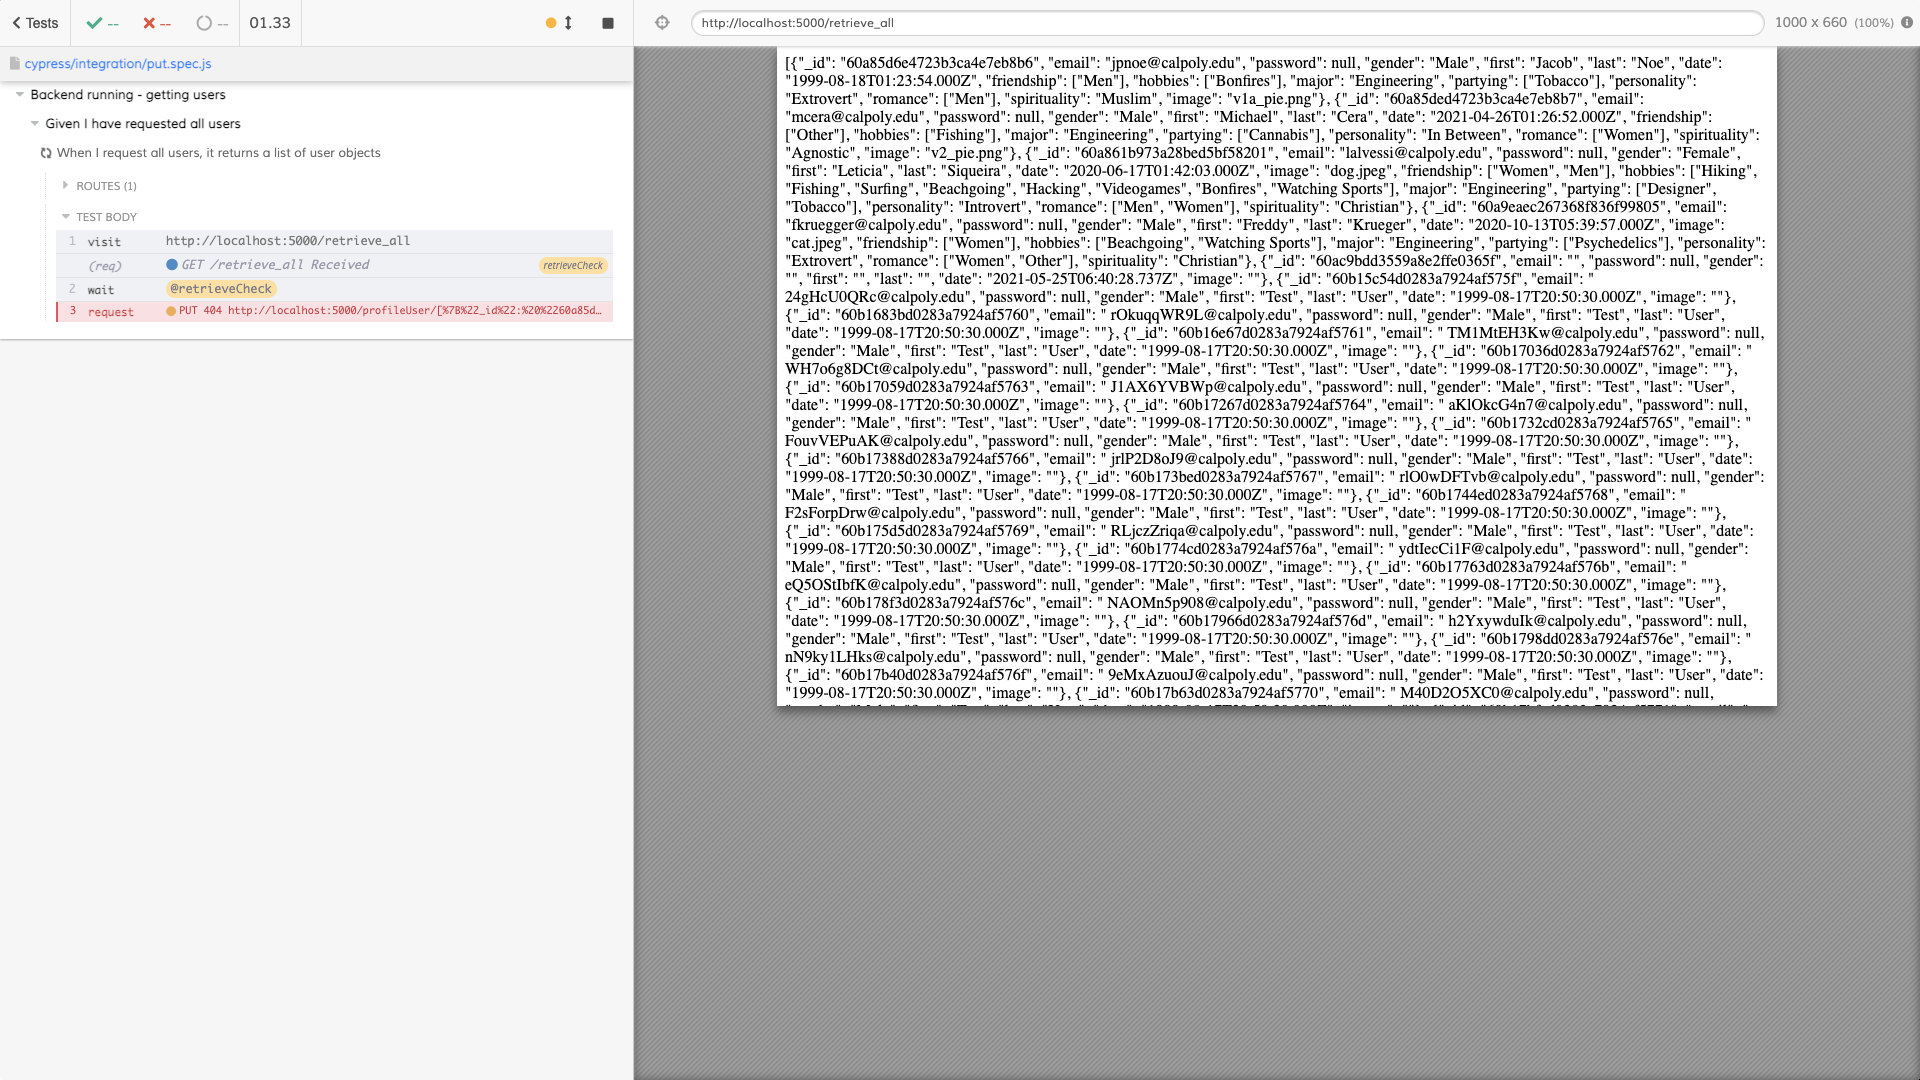 Tests
--
--
--
01.33
http://localhost:5000/retrieve_all
1000 x 660 (100%)
cypress/integration/put.spec.js
Backend running - getting users
Given I have requested all users
When I request all users, it returns a list of user objects
ROUTES (1)
TEST BODY
1 visit http://localhost:5000/retrieve_all
(req) GET /retrieve_all Received retrieveCheck
2 wait @retrieveCheck
3 request PUT 404 http://localhost:5000/profileUser/[%7B%22_id%22:%20%2260a85d…
[{"_id": "60a85d6e4723b3ca4e7eb8b6", "email": "jpnoe@calpoly.edu", "password": null, "gender": "Male", "first": "Jacob", "last": "Noe", "date":
"1999-08-18T01:23:54.000Z", "friendship": ["Men"], "hobbies": ["Bonfires"], "major": "Engineering", "partying": ["Tobacco"], "personality":
"Extrovert", "romance": ["Men"], "spirituality": "Muslim", "image": "v1a_pie.png"}, {"_id": "60a85ded4723b3ca4e7eb8b7", "email":
"mcera@calpoly.edu", "password": null, "gender": "Male", "first": "Michael", "last": "Cera", "date": "2021-04-26T01:26:52.000Z", "friendship":
["Other"], "hobbies": ["Fishing"], "major": "Engineering", "partying": ["Cannabis"], "personality": "In Between", "romance": ["Women"], "spirituality":
"Agnostic", "image": "v2_pie.png"}, {"_id": "60a861b973a28bed5bf58201", "email": "lalvessi@calpoly.edu", "password": null, "gender": "Female",
"first": "Leticia", "last": "Siqueira", "date": "2020-06-17T01:42:03.000Z", "image": "dog.jpeg", "friendship": ["Women", "Men"], "hobbies": ["Hiking",
"Fishing", "Surfing", "Beachgoing", "Hacking", "Videogames", "Bonfires", "Watching Sports"], "major": "Engineering", "partying": ["Designer",
"Tobacco"], "personality": "Introvert", "romance": ["Men", "Women"], "spirituality": "Christian"}, {"_id": "60a9eaec267368f836f99805", "email":
"fkruegger@calpoly.edu", "password": null, "gender": "Male", "first": "Freddy", "last": "Krueger", "date": "2020-10-13T05:39:57.000Z", "image":
"cat.jpeg", "friendship": ["Women"], "hobbies": ["Beachgoing", "Watching Sports"], "major": "Engineering", "partying": ["Psychedelics"], "personality":
"Extrovert", "romance": ["Women", "Other"], "spirituality": "Christian"}, {"_id": "60ac9bdd3559a8e2ffe0365f", "email": "", "password": null, "gender":
"", "first": "", "last": "", "date": "2021-05-25T06:40:28.737Z", "image": ""}, {"_id": "60b15c54d0283a7924af575f", "email": "
24gHcU0QRc@calpoly.edu", "password": null, "gender": "Male", "first": "Test", "last": "User", "date": "1999-08-17T20:50:30.000Z", "image": ""},
{"_id": "60b1683bd0283a7924af5760", "email": " rOkuqqWR9L@calpoly.edu", "password": null, "gender": "Male", "first": "Test", "last": "User",
"date": "1999-08-17T20:50:30.000Z", "image": ""}, {"_id": "60b16e67d0283a7924af5761", "email": " TM1MtEH3Kw@calpoly.edu", "password": null,
"gender": "Male", "first": "Test", "last": "User", "date": "1999-08-17T20:50:30.000Z", "image": ""}, {"_id": "60b17036d0283a7924af5762", "email": "
WH7o6g8DCt@calpoly.edu", "password": null, "gender": "Male", "first": "Test", "last": "User", "date": "1999-08-17T20:50:30.000Z", "image": ""},
{"_id": "60b17059d0283a7924af5763", "email": " J1AX6YVBWp@calpoly.edu", "password": null, "gender": "Male", "first": "Test", "last": "User",
"date": "1999-08-17T20:50:30.000Z", "image": ""}, {"_id": "60b17267d0283a7924af5764", "email": " aKlOkcG4n7@calpoly.edu", "password": null,
"gender": "Male", "first": "Test", "last": "User", "date": "1999-08-17T20:50:30.000Z", "image": ""}, {"_id": "60b1732cd0283a7924af5765", "email": "
FouvVEPuAK@calpoly.edu", "password": null, "gender": "Male", "first": "Test", "last": "User", "date": "1999-08-17T20:50:30.000Z", "image": ""},
{"_id": "60b17388d0283a7924af5766", "email": " jrlP2D8oJ9@calpoly.edu", "password": null, "gender": "Male", "first": "Test", "last": "User", "date":
"1999-08-17T20:50:30.000Z", "image": ""}, {"_id": "60b173bed0283a7924af5767", "email": " rlO0wDFTvb@calpoly.edu", "password": null, "gender":
"Male", "first": "Test", "last": "User", "date": "1999-08-17T20:50:30.000Z", "image": ""}, {"_id": "60b1744ed0283a7924af5768", "email": "
F2sForpDrw@calpoly.edu", "password": null, "gender": "Male", "first": "Test", "last": "User", "date": "1999-08-17T20:50:30.000Z", "image": ""},
{"_id": "60b175d5d0283a7924af5769", "email": " RLjczZriqa@calpoly.edu", "password": null, "gender": "Male", "first": "Test", "last": "User", "date":
"1999-08-17T20:50:30.000Z", "image": ""}, {"_id": "60b1774cd0283a7924af576a", "email": " ydtIecCi1F@calpoly.edu", "password": null, "gender":
"Male", "first": "Test", "last": "User", "date": "1999-08-17T20:50:30.000Z", "image": ""}, {"_id": "60b17763d0283a7924af576b", "email": "
eQ5OStIbfK@calpoly.edu", "password": null, "gender": "Male", "first": "Test", "last": "User", "date": "1999-08-17T20:50:30.000Z", "image": ""},
{"_id": "60b178f3d0283a7924af576c", "email": " NAOMn5p908@calpoly.edu", "password": null, "gender": "Male", "first": "Test", "last": "User",
"date": "1999-08-17T20:50:30.000Z", "image": ""}, {"_id": "60b17966d0283a7924af576d", "email": " h2YxywduIk@calpoly.edu", "password": null,
"gender": "Male", "first": "Test", "last": "User", "date": "1999-08-17T20:50:30.000Z", "image": ""}, {"_id": "60b1798dd0283a7924af576e", "email": "
nN9ky1LHks@calpoly.edu", "password": null, "gender": "Male", "first": "Test", "last": "User", "date": "1999-08-17T20:50:30.000Z", "image": ""},
{"_id": "60b17b40d0283a7924af576f", "email": " 9eMxAzuouJ@calpoly.edu", "password": null, "gender": "Male", "first": "Test", "last": "User", "date":
"1999-08-17T20:50:30.000Z", "image": ""}, {"_id": "60b17b63d0283a7924af5770", "email": " M40D2O5XC0@calpoly.edu", "password": null,